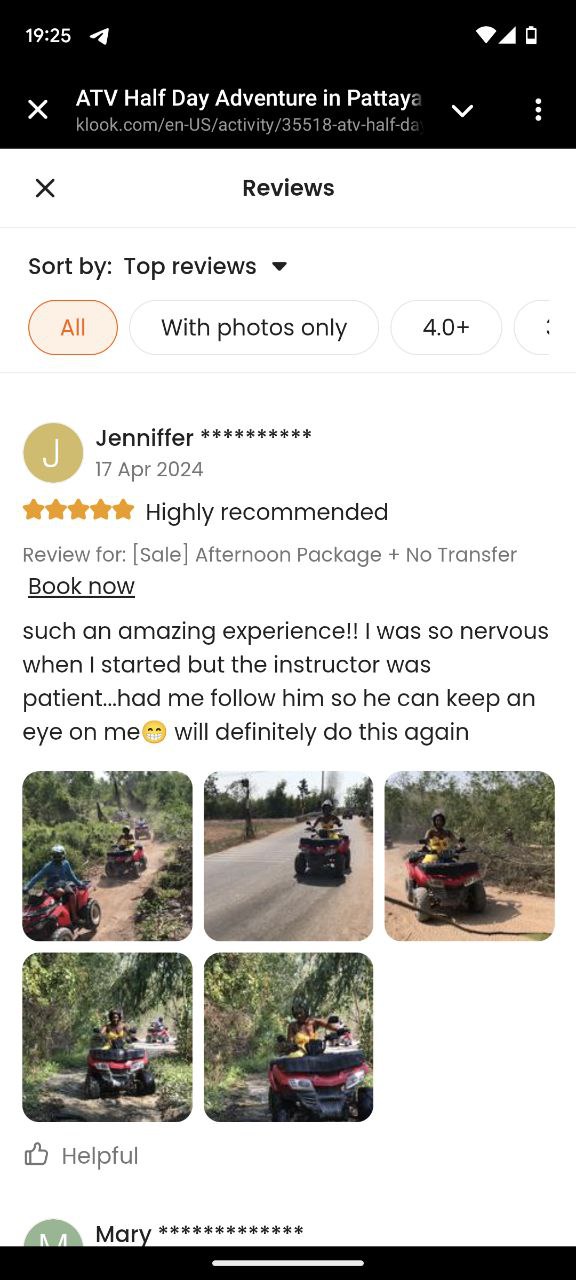 19:25
ATV Half Day Adventure in Pattaya
klook.com/en-US/activity/35518-atv-half-day
Reviews
Sort by: Top reviews
All
With photos only
4.0+
J
Jenniffer **********
17 Apr 2024
Highly recommended
Review for: [Sale] Afternoon Package + No Transfer
Book now
such an amazing experience!! I was so nervous
when I started but the instructor was
patient...had me follow him so he can keep an
eye on me😁 will definitely do this again
Helpful
M
Mary *************